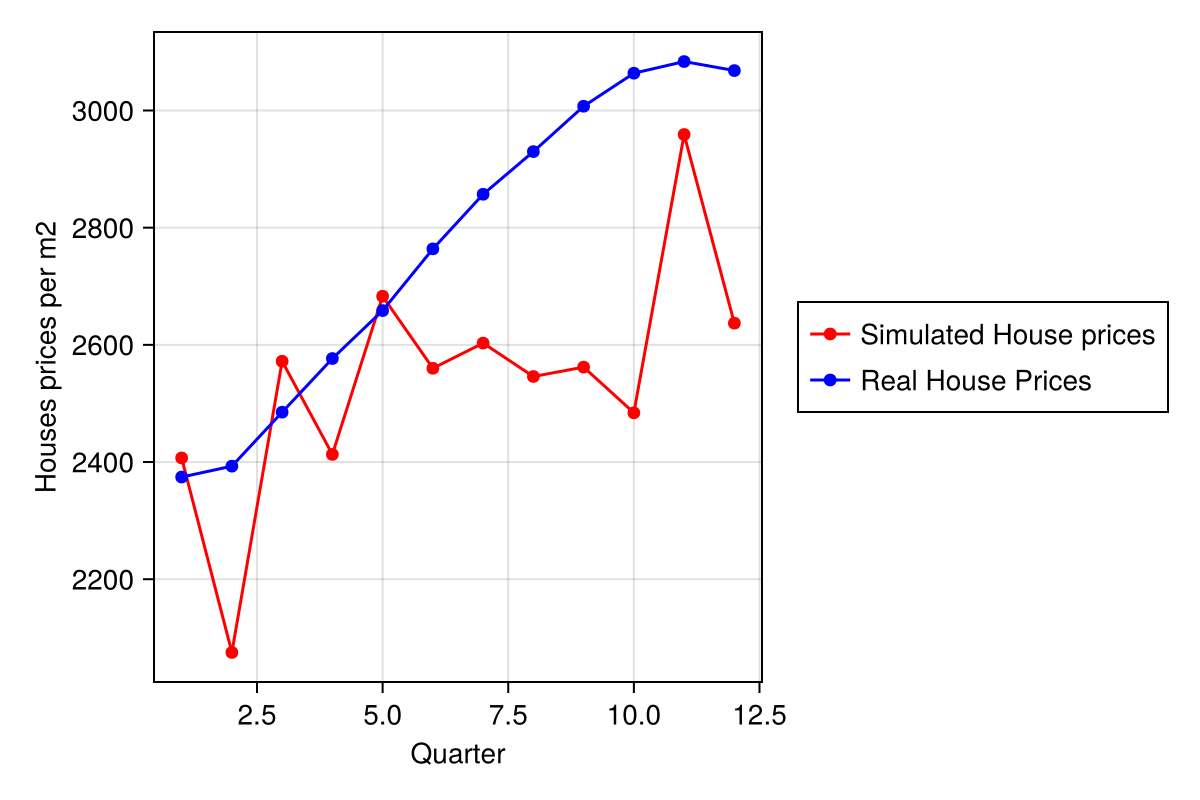 3000
2800
2600
2400
2200
Houses prices per m2
2.5
5.0
7.5
10.0
12.5
Quarter
Simulated House prices
Real House Prices